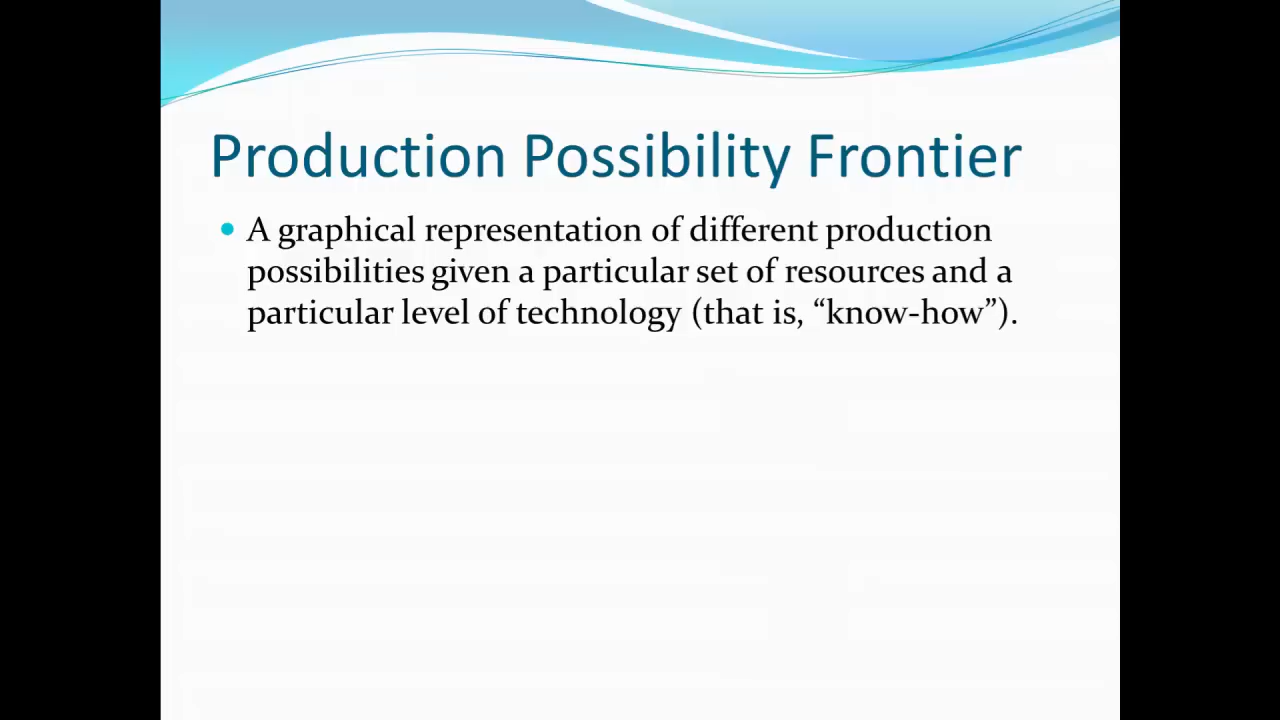 Production Possibility Frontier
• A graphical representation of different production
possibilities given a particular set of resources and a
particular level of technology (that is, “know-how”).